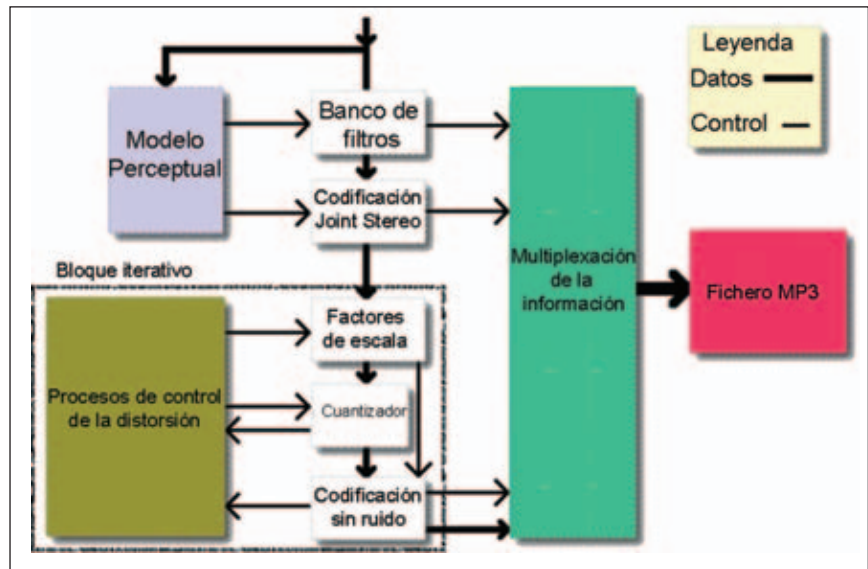 Leyenda
Datos
Control
Modelo
Perceptual
Banco de
filtros
Codificación
Joint Stereo
Bloque iterativo
Factores
de escala
Procesos de control
de la distorsión
Cuantizador
Codificación
sin ruido
Multiplexación
de la
información
Fichero MP3